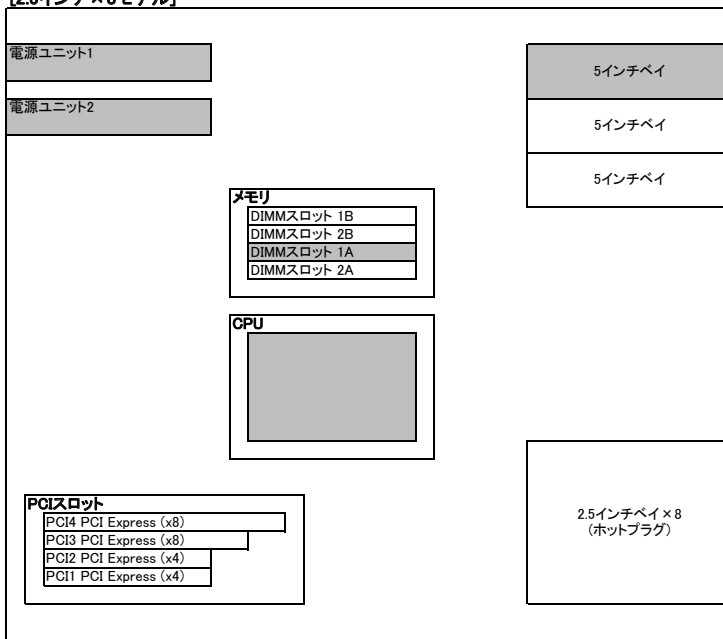 [2.5インチ×8モデル]
電源ユニット1
電源ユニット2
5インチベイ
5インチベイ
5インチベイ
メモリ
DIMMスロット 1B
DIMMスロット 2B
DIMMスロット 1A
DIMMスロット 2A
CPU
PCIスロット
PCI4 PCI Express (x8)
PCI3 PCI Express (x8)
PCI2 PCI Express (x4)
PCI1 PCI Express (x4)
2.5インチベイ×8
(ホットプラグ)